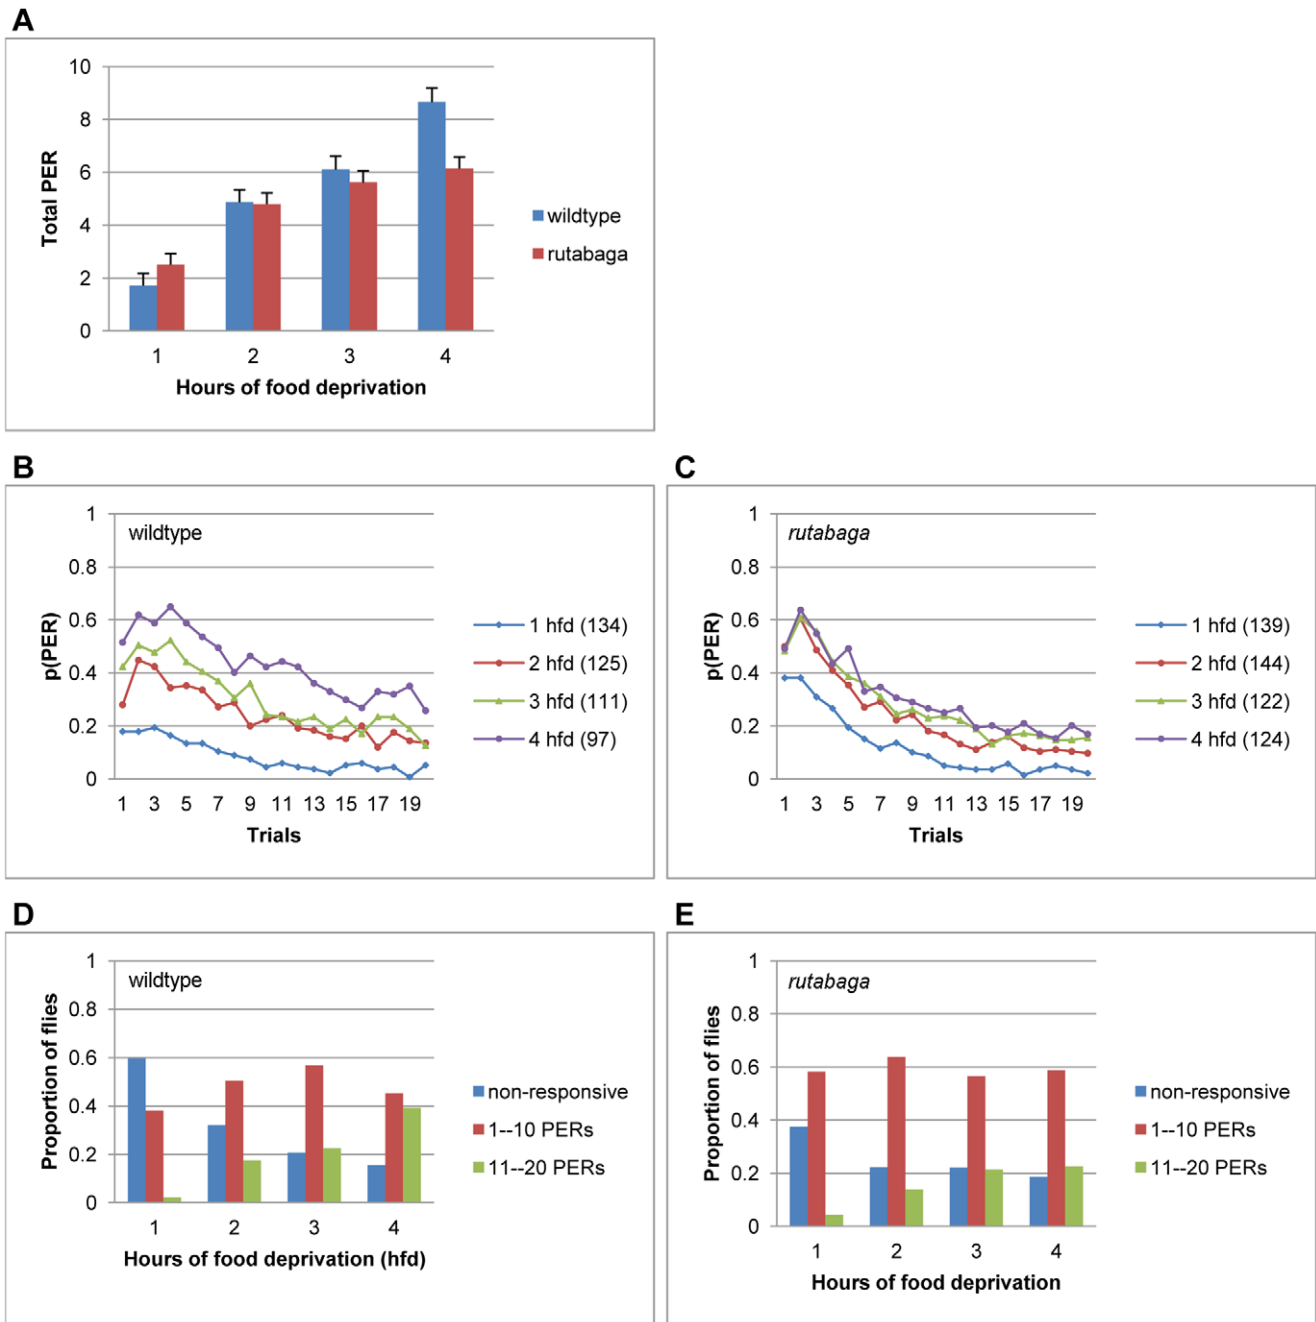 A
10
8
6
4
2
0
Total PER
1 2 3 4
Hours of food deprivation
wildtype
rutabaga
B
1
0.8
0.6
0.4
0.2
0
p(PER)
wildtype
1 3 5 7 9 11 13 15 17 19
Trials
1 hfd (134)
2 hfd (125)
3 hfd (111)
4 hfd (97)
C
1
0.8
0.6
0.4
0.2
0
p(PER)
rutabaga
1 3 5 7 9 11 13 15 17 19
Trials
1 hfd (139)
2 hfd (144)
3 hfd (122)
4 hfd (124)
D
1
0.8
0.6
0.4
0.2
0
Proportion of flies
wildtype
1 2 3 4
Hours of food deprivation (hfd)
non-responsive
1--10 PERs
11--20 PERs
E
1
0.8
0.6
0.4
0.2
0
Proportion of flies
rutabaga
1 2 3 4
Hours of food deprivation
non-responsive
1--10 PERs
11--20 PERs